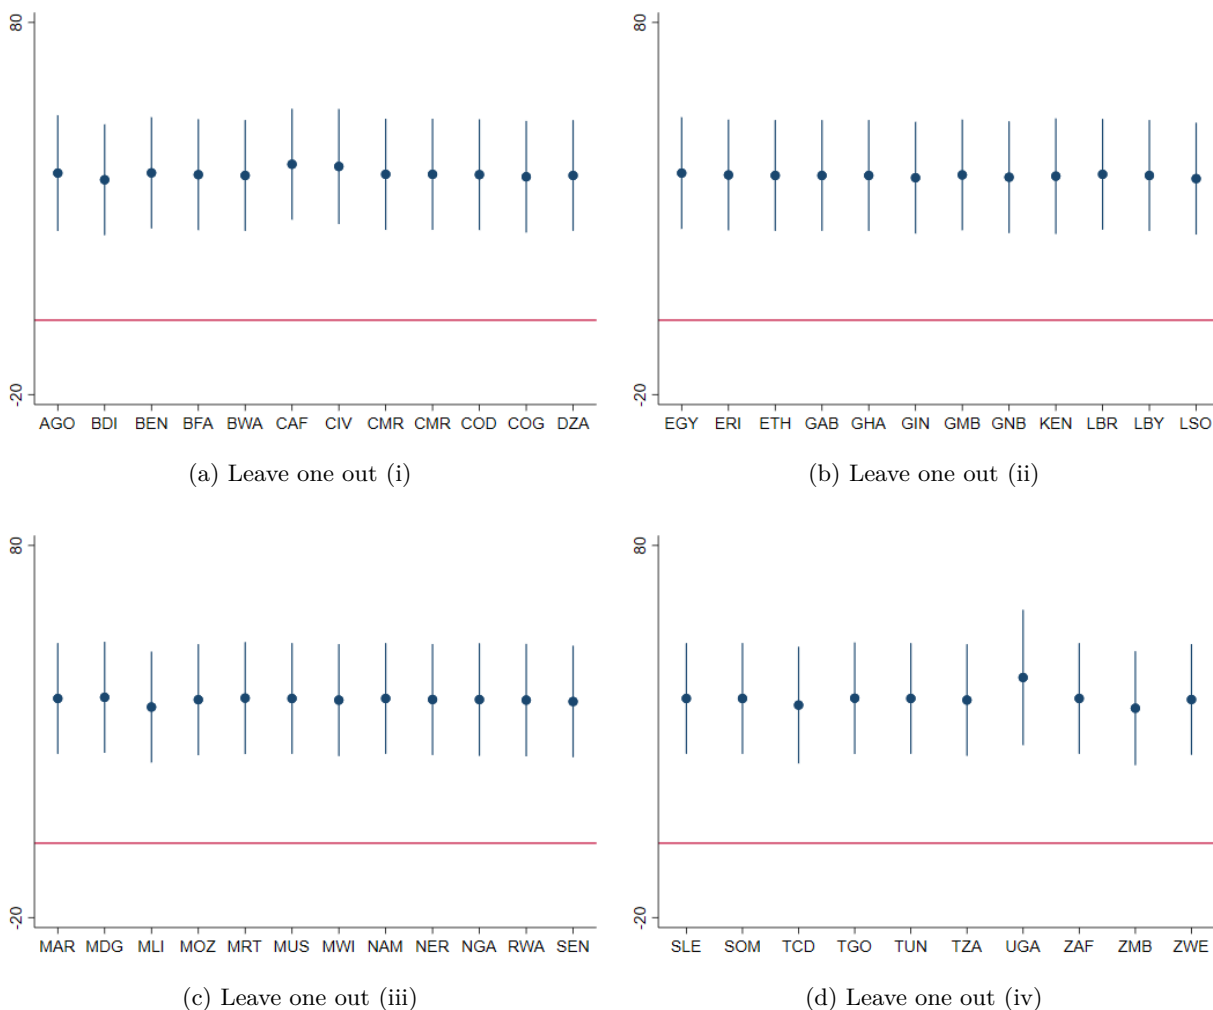 80
-20
AGO BDI BEN BFA BWA CAF CIV CMR CMR COD COG DZA
(a) Leave one out (i)
80
-20
EGY ERI ETH GAB GHA GIN GMB GNB KEN LBR LBY LSO
(b) Leave one out (ii)
80
-20
MAR MDG MLI MOZ MRT MUS MWI NAM NER NGA RWA SEN
(c) Leave one out (iii)
80
-20
SLE SOM TCD TGO TUN TZA UGA ZAF ZMB ZWE
(d) Leave one out (iv)